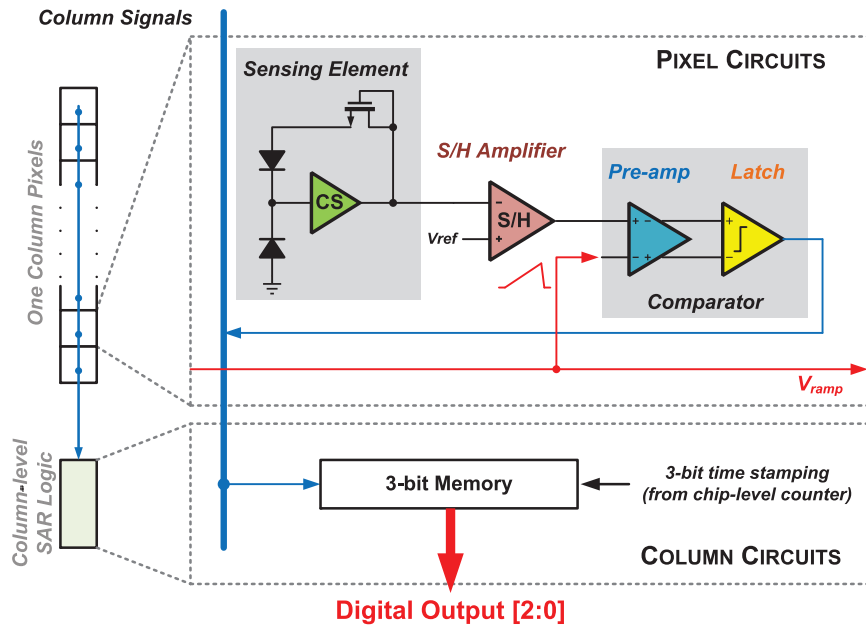 Column Signals
PIXEL CIRCUITS
Sensing Element
S/H Amplifier
Pre-amp
Latch
CS
S/H
Vref
Comparator
Vramp
One Column Pixels
Column-level
SAR Logic
3-bit Memory
3-bit time stamping
(from chip-level counter)
COLUMN CIRCUITS
Digital Output [2:0]